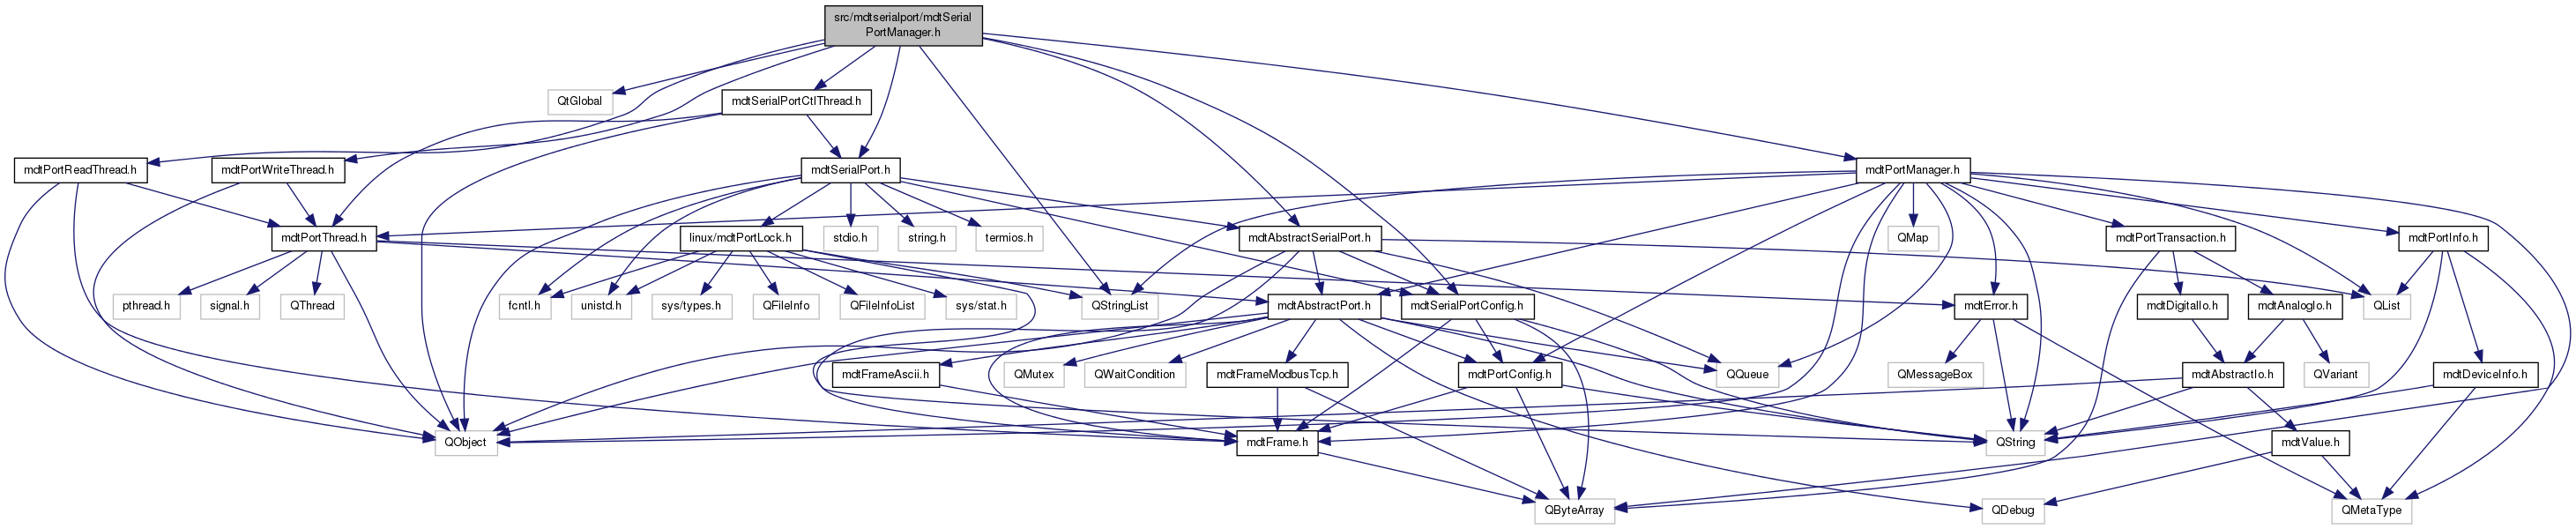 src/mdtserialport/mdtSerial
PortManager.h
QtGlobal
mdtSerialPortCtlThread.h
mdtPortReadThread.h
mdtPortWriteThread.h
mdtSerialPort.h
mdtPortManager.h
mdtPortThread.h
linux/mdtPortLock.h
stdio.h
string.h
termios.h
mdtAbstractSerialPort.h
QMap
mdtPortTransaction.h
mdtPortInfo.h
pthread.h
signal.h
QThread
fcntl.h
unistd.h
sys/types.h
QFileInfo
QFileInfoList
sys/stat.h
QStringList
mdtAbstractPort.h
mdtSerialPortConfig.h
mdtError.h
mdtDigitalIo.h
mdtAnalogIo.h
QList
mdtFrameAscii.h
QMutex
QWaitCondition
mdtFrameModbusTcp.h
mdtPortConfig.h
QQueue
QMessageBox
mdtAbstractIo.h
QVariant
mdtDeviceInfo.h
QObject
mdtFrame.h
QString
mdtValue.h
QByteArray
QDebug
QMetaType